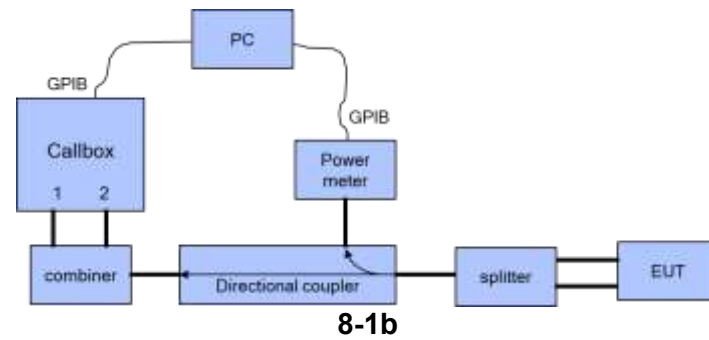 PC
GPIB
GPIB
Callbox
1 2
Power
meter
combiner
Directional coupler
splitter
EUT
8-1b